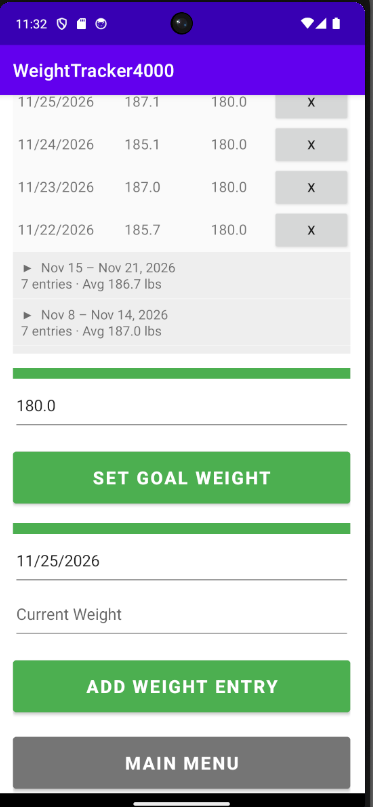 11:32
WeightTracker4000
11/25/2026 187.1 180.0 X
11/24/2026 185.1 180.0 X
11/23/2026 187.0 180.0 X
11/22/2026 185.7 180.0 X
► Nov 15 – Nov 21, 2026
7 entries · Avg 186.7 lbs
► Nov 8 – Nov 14, 2026
7 entries · Avg 187.0 lbs
180.0
SET GOAL WEIGHT
11/25/2026
Current Weight
ADD WEIGHT ENTRY
MAIN MENU